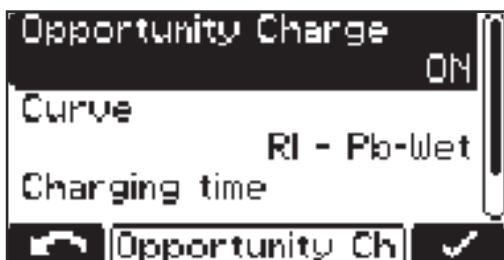 Opportunity Charge
ON
Curve
RI - Pb-Wet
Charging time
Opportunity Ch